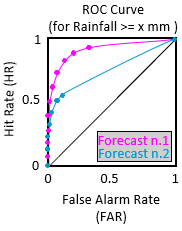 ROC Curve
(for Rainfall >= x mm )
1
Hit Rate (HR)
0.5
Forecast n.1
Forecast n.2
0
0 0.5 1
False Alarm Rate
(FAR)